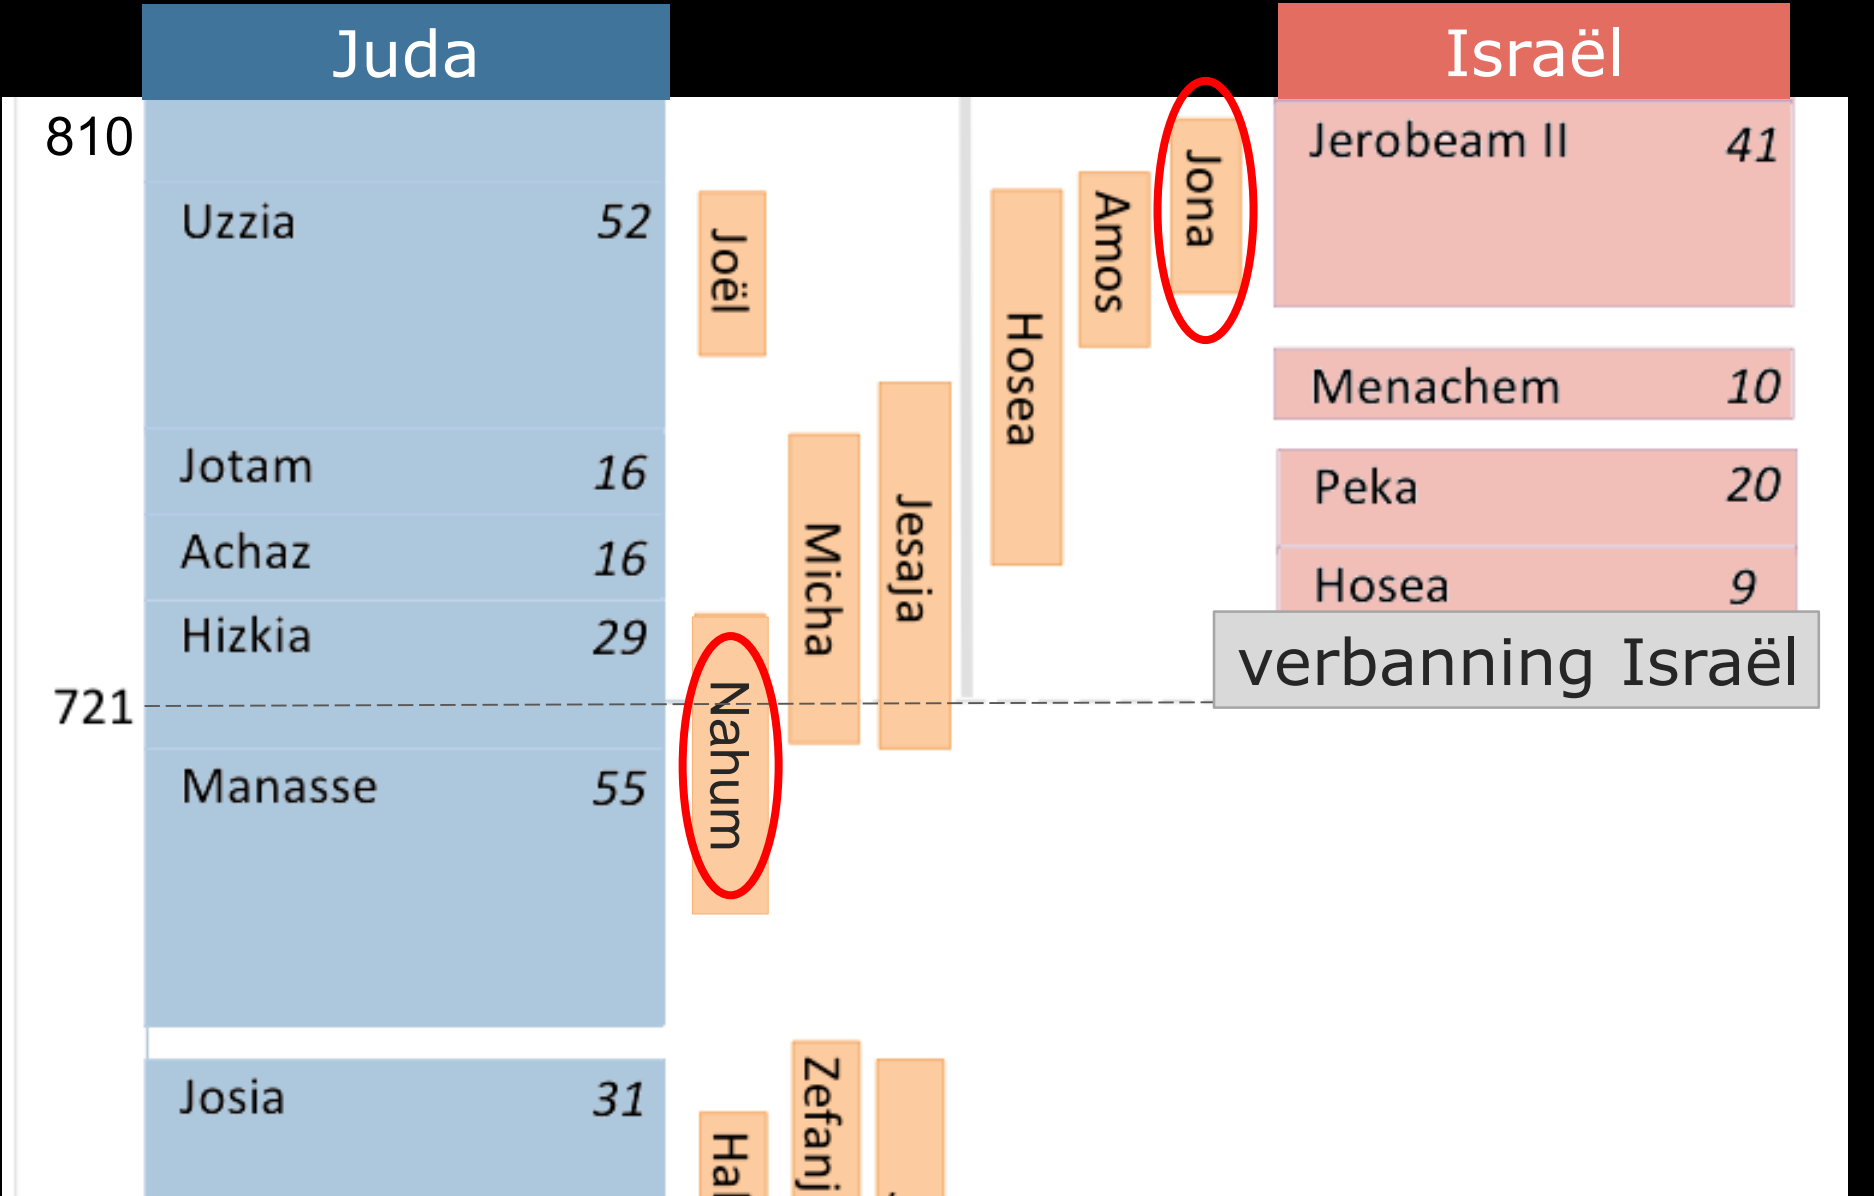 Juda
Israël
810
Jerobeam II 41
Uzzia 52
Joël
Hosea
Amos
Jona
Menachem 10
Jotam 16
Micha
Jesaja
Peka 20
Achaz 16
Hosea 9
Hizkia 29
Nahum
verbanning Israël
721
Manasse 55
Josia 31